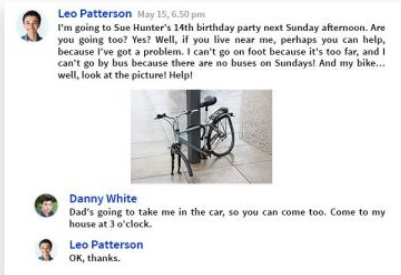 Leo Patterson May 15, 6.50 pm
I'm going to Sue Hunter's 14th birthday party next Sunday afternoon. Are
you going too? Yes? Well, if you live near me, perhaps you can help,
because I've got a problem. I can't go on foot because it's too far, and I
can't go by bus because there are no buses on Sundays! And my bike...
well, look at the picture! Help!
Danny White
Dad's going to take me in the car, so you can come too. Come to my
house at 3 o'clock.
Leo Patterson
OK, thanks.